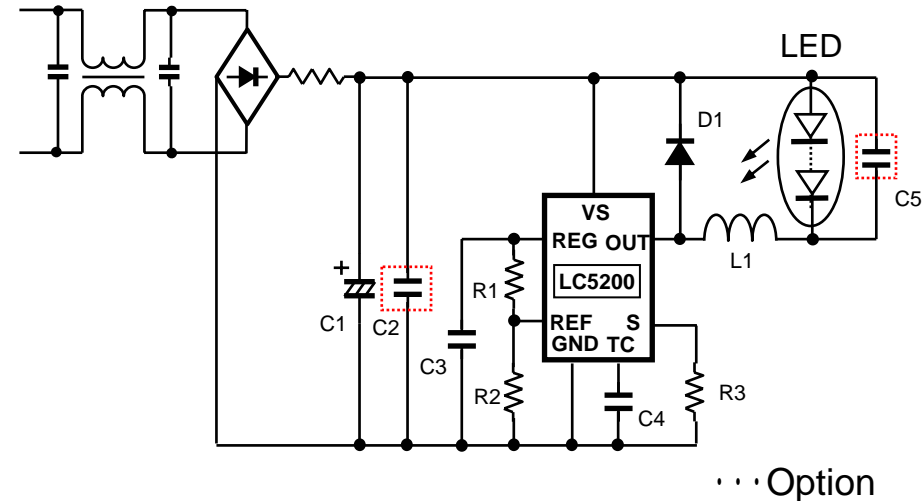 LED
D1
C5
VS
REG OUT
L1
LC5200
R1
+
C1
C2
REF S
GND TC
C3
R2
C4
R3
･･･Option